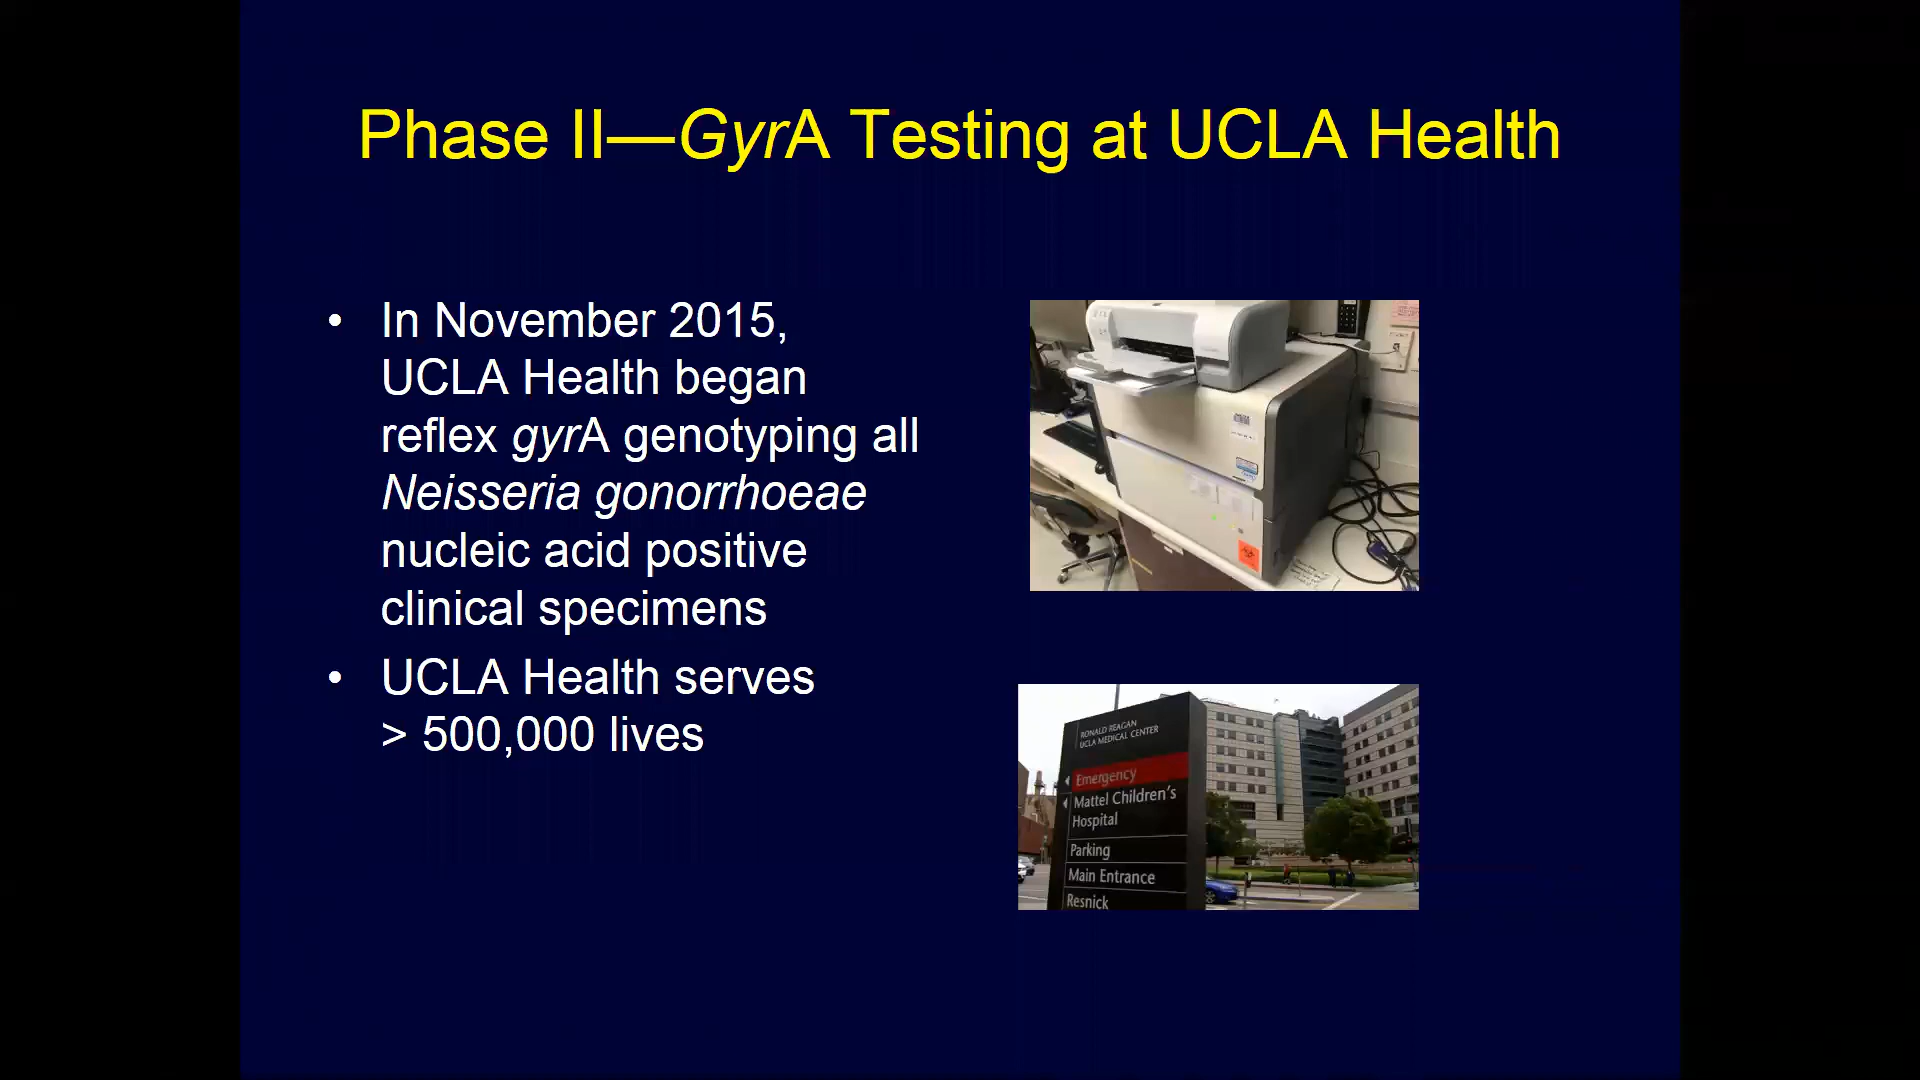 Phase II—GyrA Testing at UCLA Health
• In November 2015,
UCLA Health began
reflex gyrA genotyping all
Neisseria gonorrhoeae
nucleic acid positive
clinical specimens
• UCLA Health serves
> 500,000 lives
RONALD REAGAN
UCLA MEDICAL CENTER
Emergency
Mattel Children's
Hospital
Parking
Main Entrance
Resnick